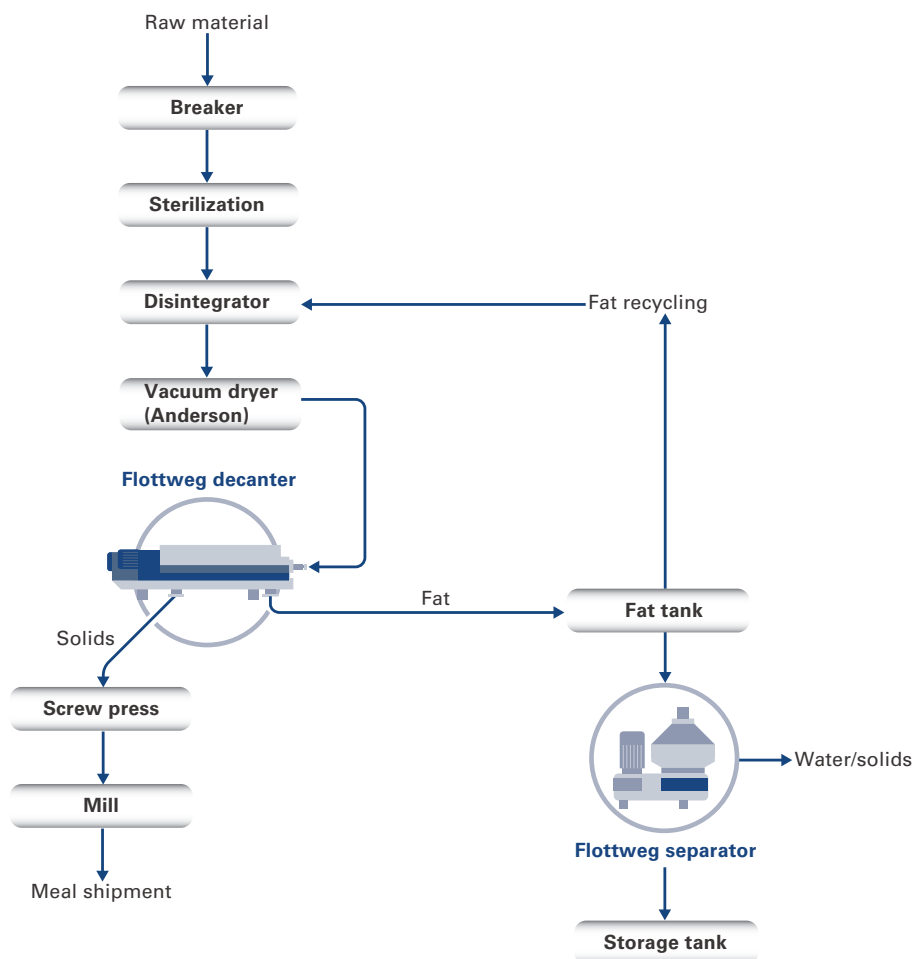 Raw material
Breaker
Sterilization
Disintegrator
Fat recycling
Vacuum dryer
(Anderson)
Flottweg decanter
Fat
Fat tank
Solids
Screw press
Water/solids
Mill
Flottweg separator
Meal shipment
Storage tank